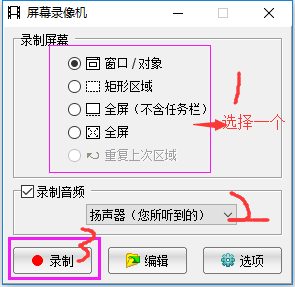 屏幕录像机
录制屏幕
窗口 / 对象
矩形区域
全屏（不含任务栏）
全屏
重复上次区域
1
选择一个
录制音频
扬声器（您所听到的）
2
3
录制
编辑
选项